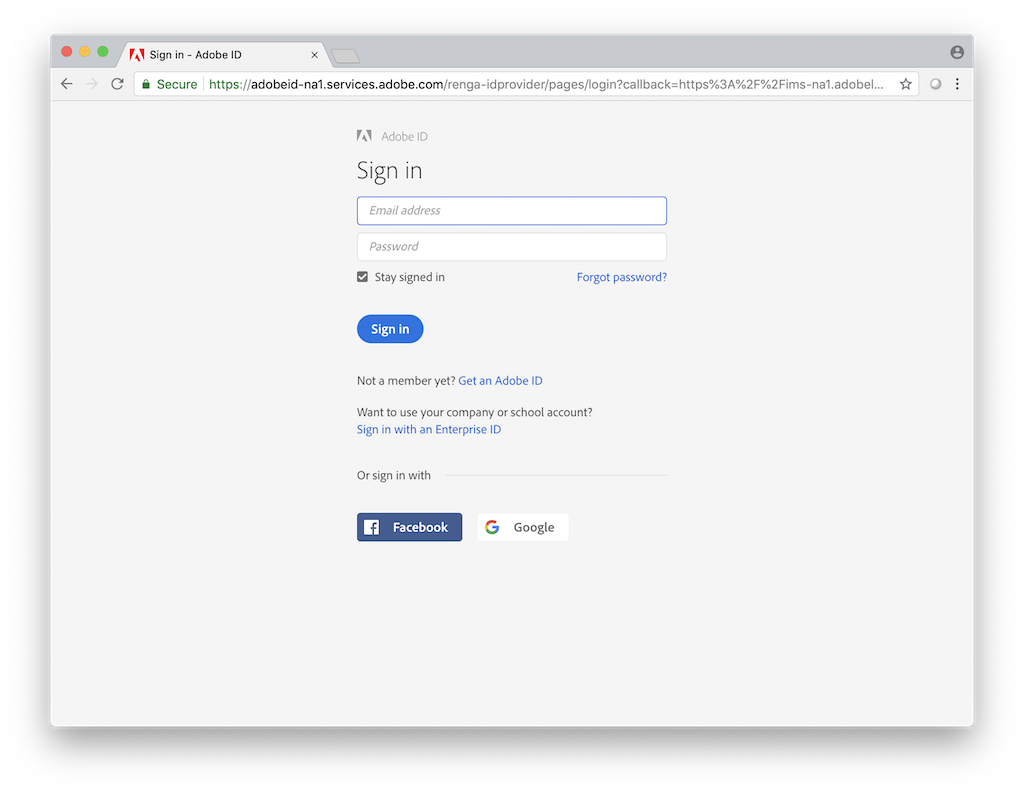 Sign in - Adobe ID
Secure https://adobeid-na1.services.adobe.com/renga-idprovider/pages/login?callback=https%3A%2F%2Fims-na1.adobel...
Adobe ID
Sign in
Email address
Password
Stay signed in Forgot password?
Sign in
Not a member yet? Get an Adobe ID
Want to use your company or school account?
Sign in with an Enterprise ID
Or sign in with
Facebook Google